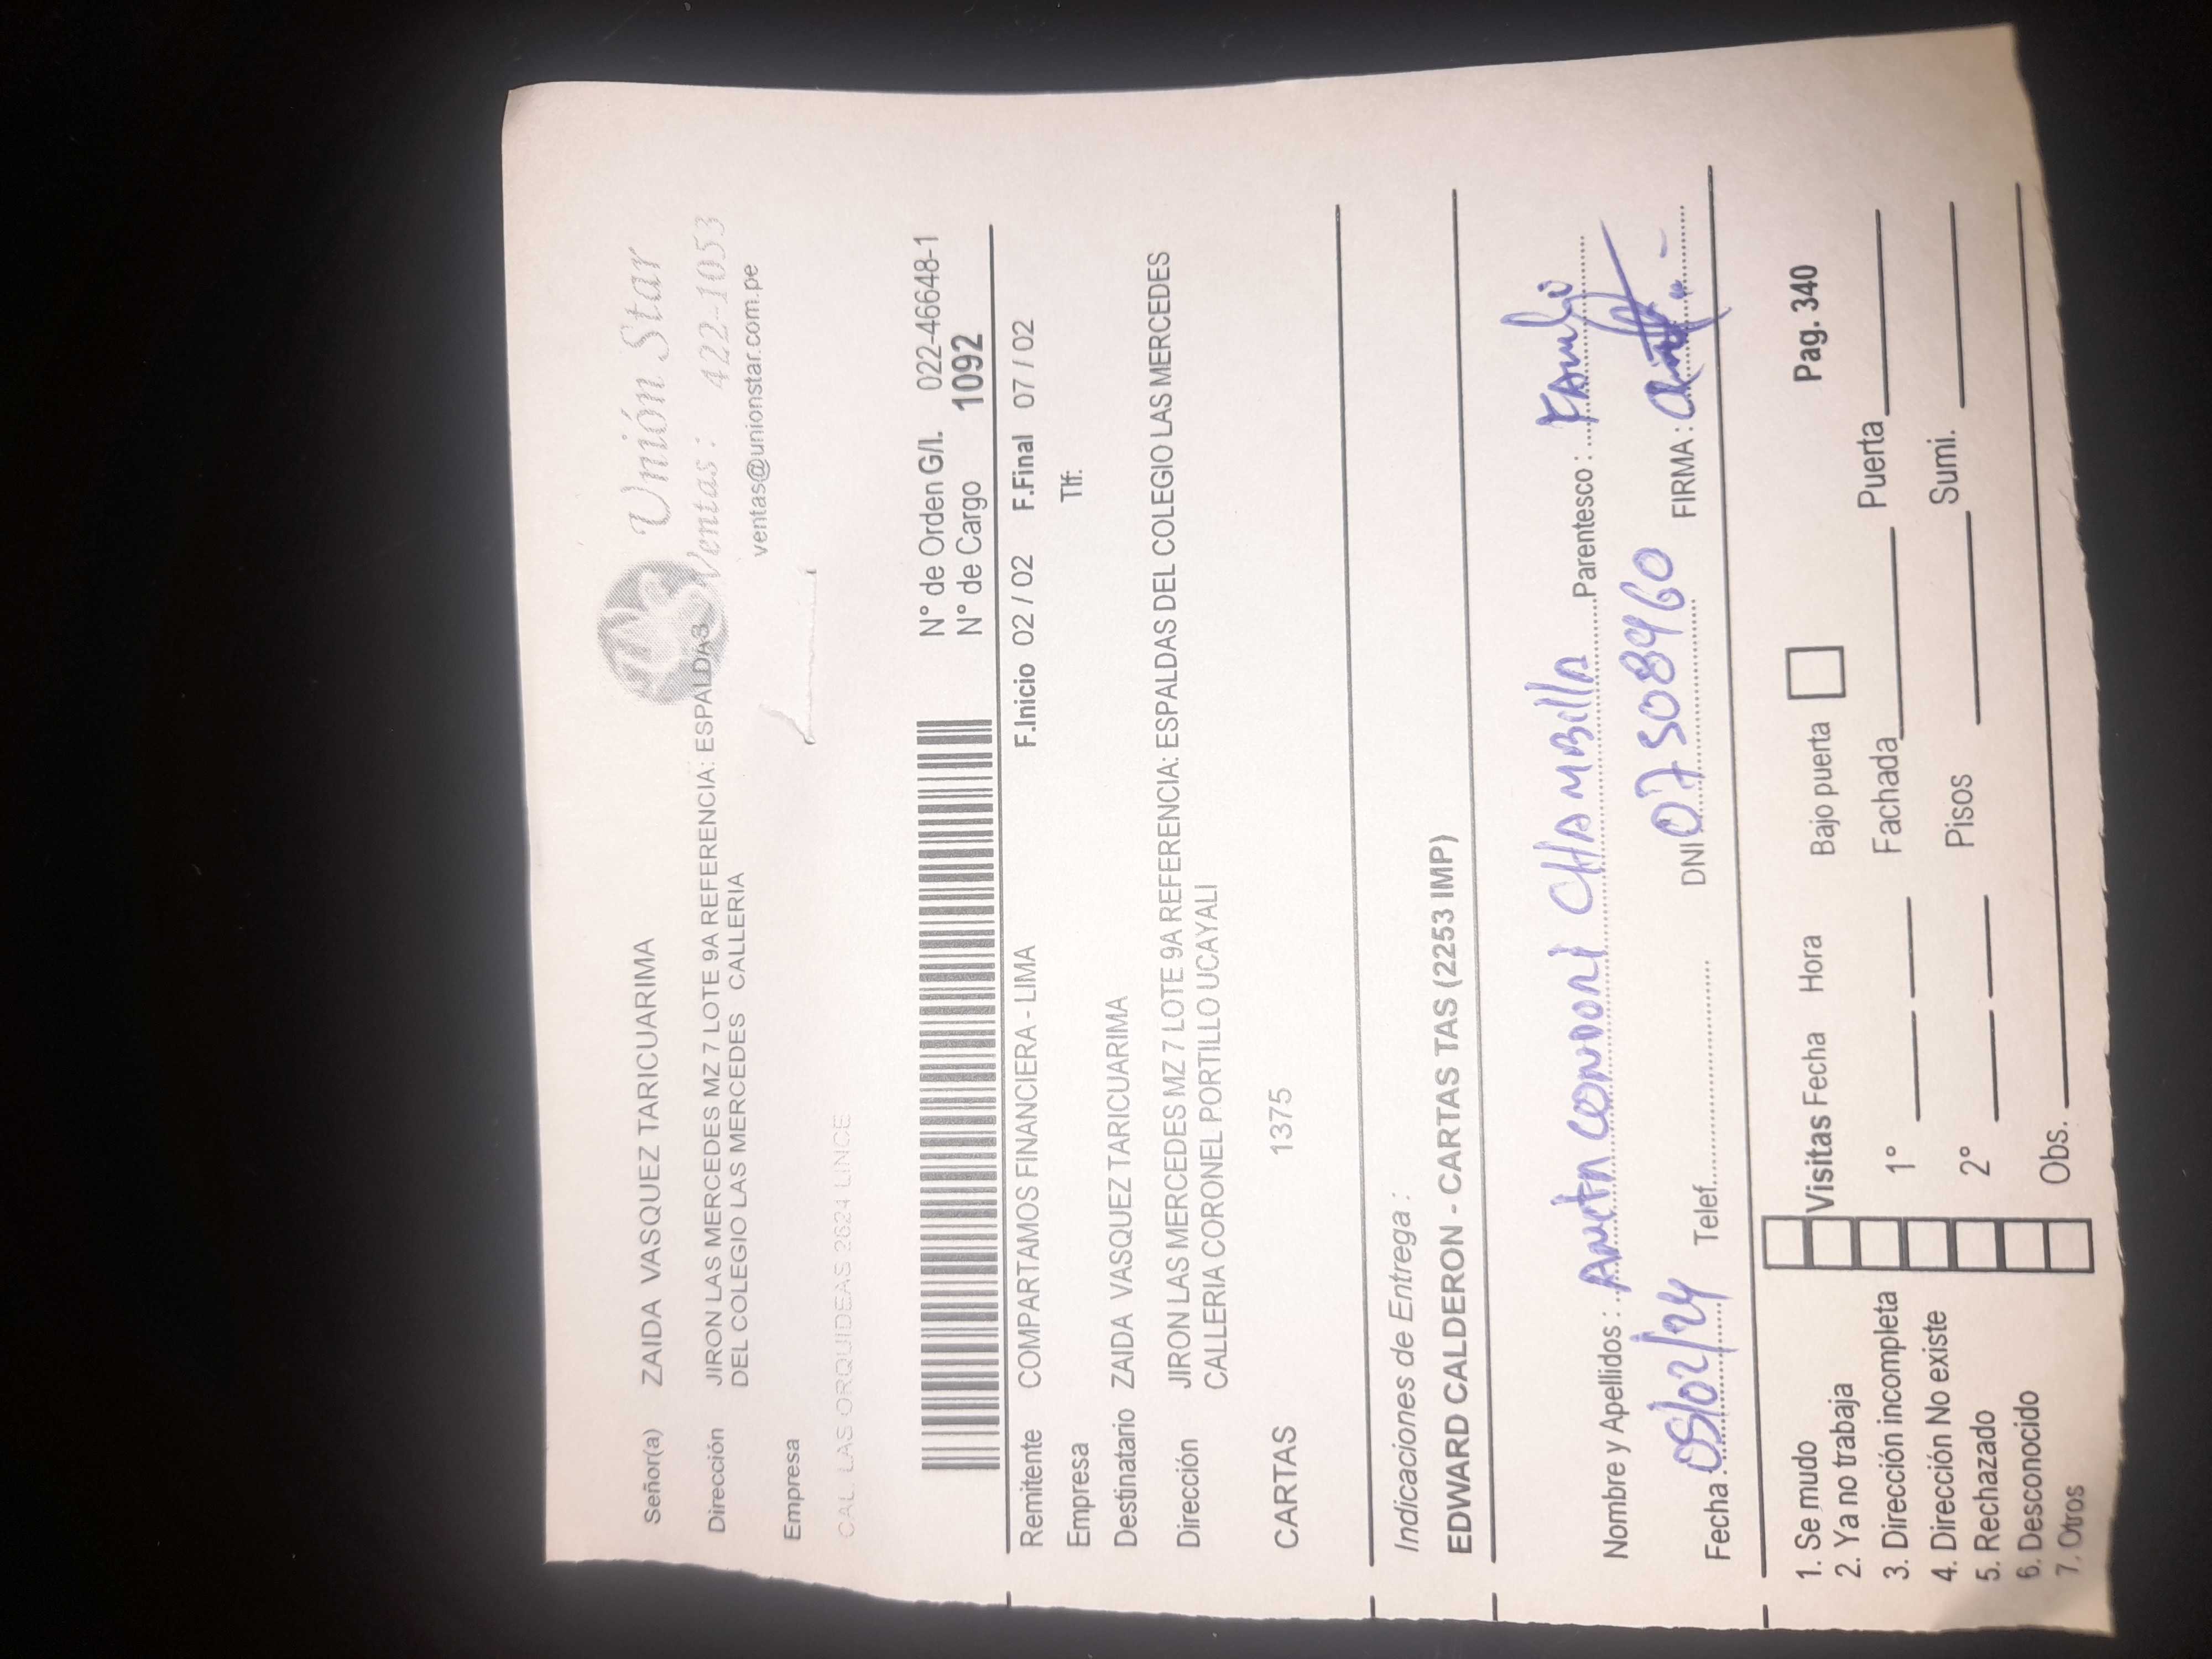 Unión Star
Ventas: 422-1053
ventas@unionstar.com.pe
Señor(a) ZAIDA VASQUEZ TARICUARIMA
Dirección JIRON LAS MERCEDES MZ 7 LOTE 9A REFERENCIA: ESPALDAS
DEL COLEGIO LAS MERCEDES CALLERIA
Empresa
CAL. LAS ORQUIDEAS 2624 LINCE
N° de Orden G/I. 022-46648-1
N° de Cargo 1092
Remitente COMPARTAMOS FINANCIERA - LIMA F.Inicio 02 / 02 F.Final 07 / 02
Empresa Tlf:
Destinatario ZAIDA VASQUEZ TARICUARIMA
Dirección JIRON LAS MERCEDES MZ 7 LOTE 9A REFERENCIA: ESPALDAS DEL COLEGIO LAS MERCEDES
CALLERIA CORONEL PORTILLO UCAYALI
CARTAS 1375
Indicaciones de Entrega :
EDWARD CALDERON - CARTAS TAS (2253 IMP)
Nombre y Apellidos : Anita CONDORI CHAMBILLA Parentesco :
Fecha 05/02/24 Telef. DNI 07508960 FIRMA :
1. Se mudo Visitas Fecha Hora Bajo puerta Pag. 340
2. Ya no trabaja
3. Dirección incompleta 1° Fachada Puerta
4. Dirección No existe
5. Rechazado 2° Pisos Sumi.
6. Desconocido
7. Otros Obs.